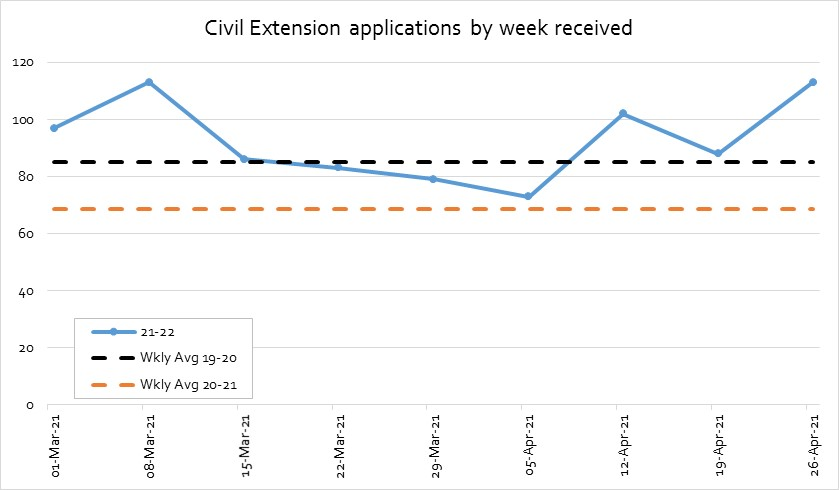 Civil Extension applications by week received
120
100
80
60
40
20
0
21-22
Wkly Avg 19-20
Wkly Avg 20-21
01-Mar-21
08-Mar-21
15-Mar-21
22-Mar-21
29-Mar-21
05-Apr-21
12-Apr-21
19-Apr-21
26-Apr-21